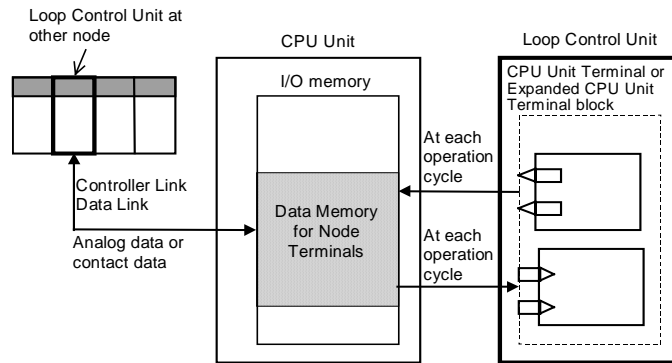 Loop Control Unit at
other node
CPU Unit
Loop Control Unit
I/O memory
CPU Unit Terminal or
Expanded CPU Unit
Terminal block
At each
operation
cycle
Controller Link
Data Link
Analog data or
contact data
Data Memory
for Node
Terminals
At each
operation
cycle